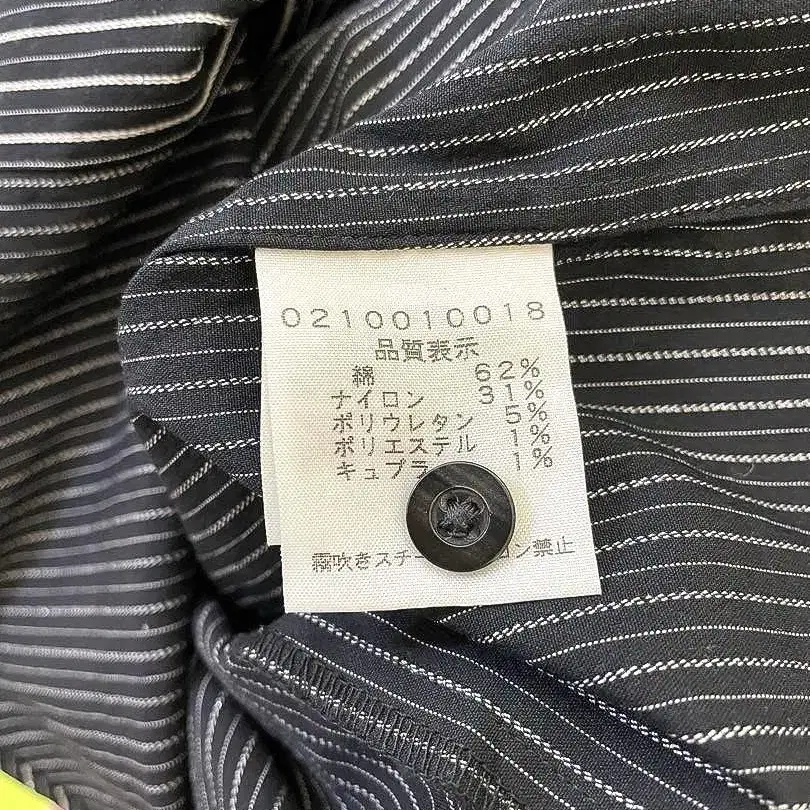 0210010018
品質表示
綿 62%
ナイロン 31%
ポリウレタン 5%
ポリエステル 1%
キュプラ 1%
霧吹きスチ ロン禁止